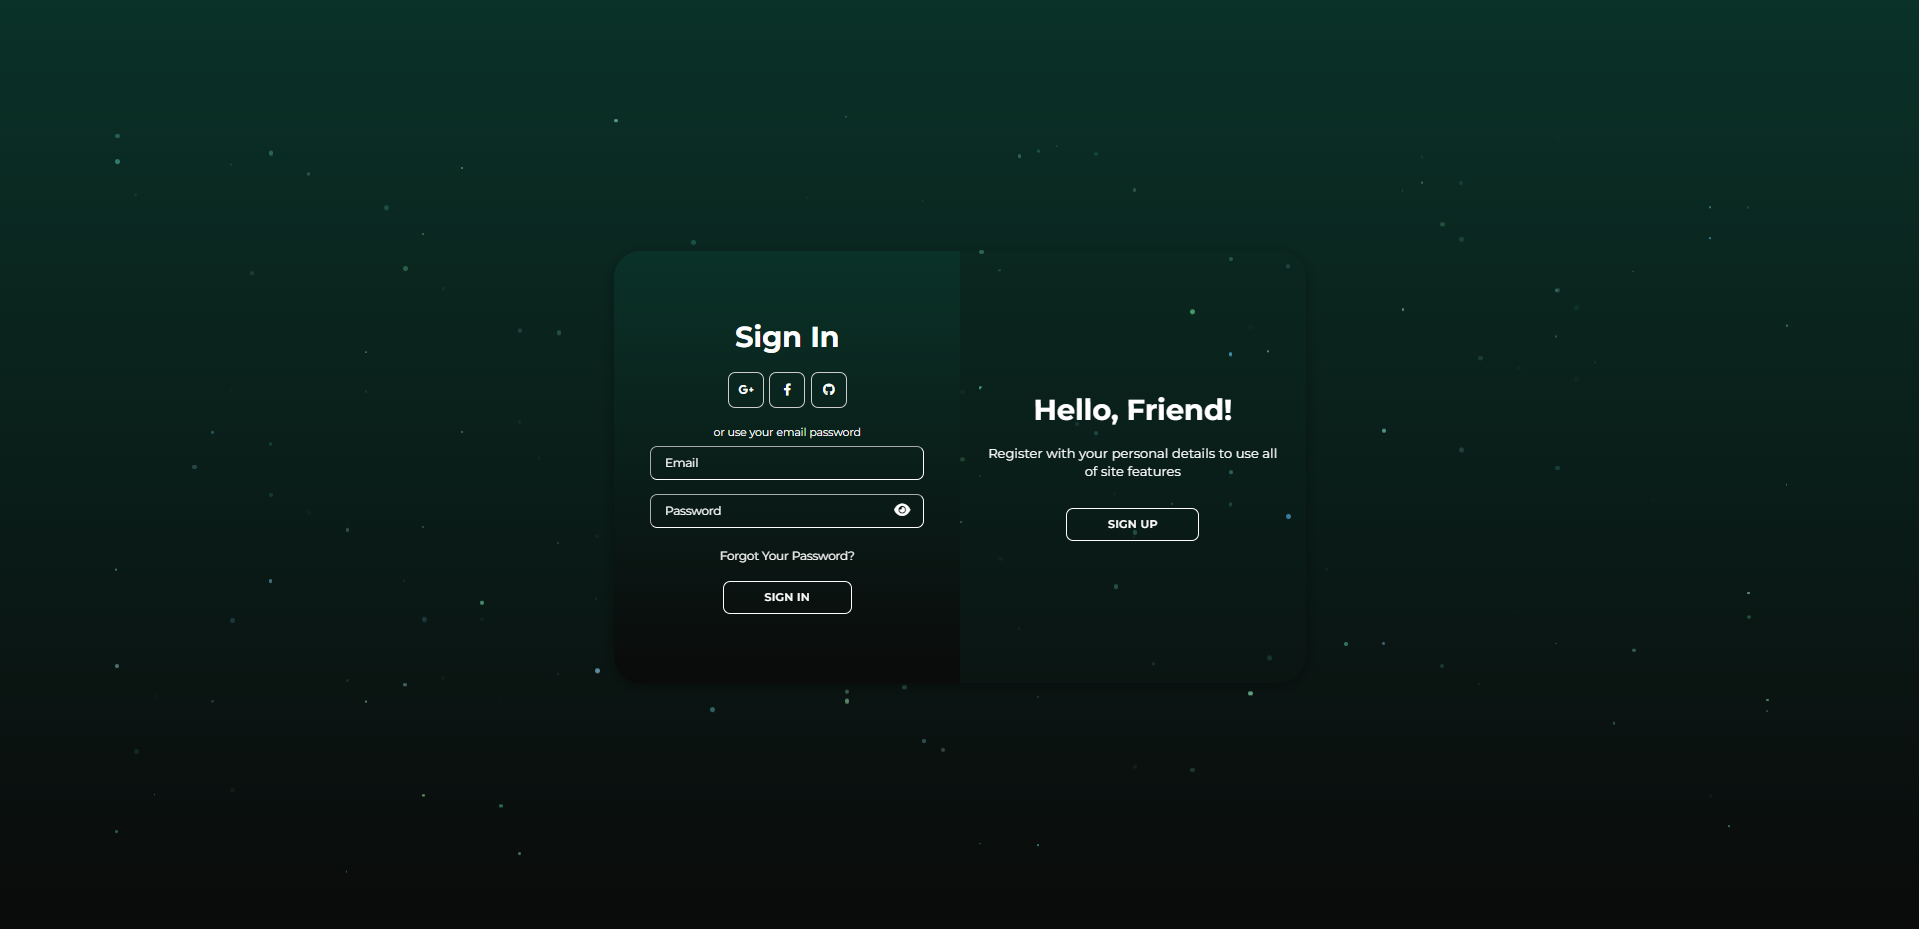 Sign In
G+
f
or use your email password
Email
Password
Forgot Your Password?
SIGN IN
Hello, Friend!
Register with your personal details to use all
of site features
SIGN UP